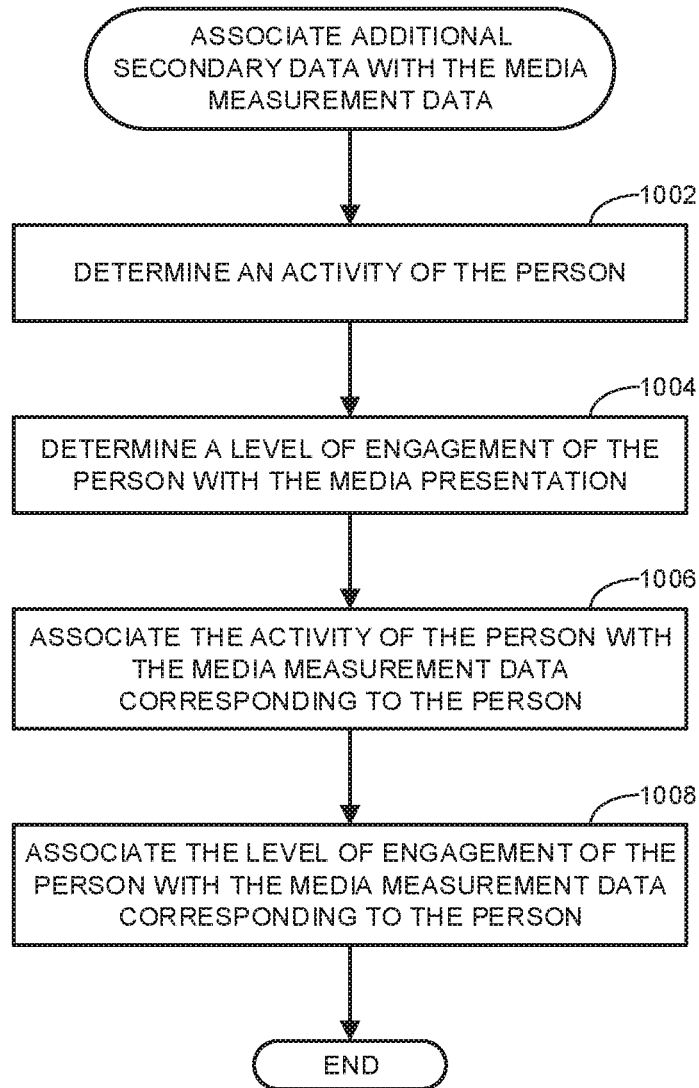 ASSOCIATE ADDITIONAL
SECONDARY DATA WITH THE MEDIA
MEASUREMENT DATA
1002
DETERMINE AN ACTIVITY OF THE PERSON
1004
DETERMINE A LEVEL OF ENGAGEMENT OF THE
PERSON WITH THE MEDIA PRESENTATION
1006
ASSOCIATE THE ACTIVITY OF THE PERSON WITH
THE MEDIA MEASUREMENT DATA
CORRESPONDING TO THE PERSON
1008
ASSOCIATE THE LEVEL OF ENGAGEMENT OF THE
PERSON WITH THE MEDIA MEASUREMENT DATA
CORRESPONDING TO THE PERSON
END